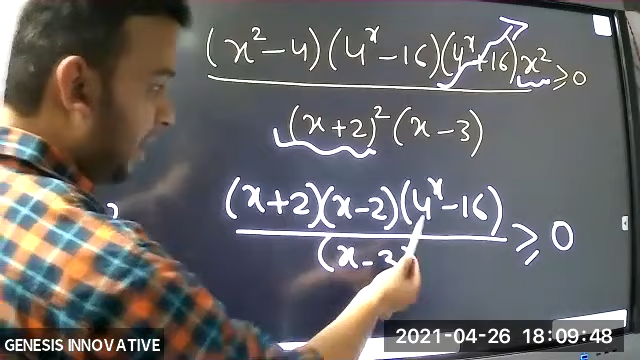 (x²-4)(4ˣ-16)(4ˣ+16)x² ≥0
(x+2)²(x-3)
(x+2)(x-2)(4ˣ-16) ≥ 0
(x-3)
GENESIS INNOVATIVE
2021-04-26 18:09:48